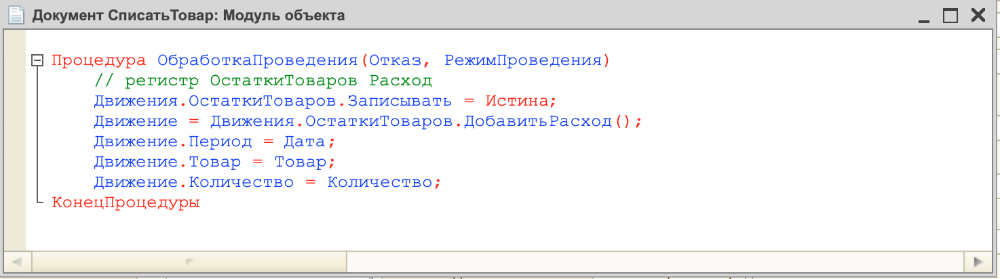 Документ СписатьТовар: Модуль объекта
Процедура ОбработкаПроведения(Отказ, РежимПроведения)
// регистр ОстаткиТоваров Расход
Движения.ОстаткиТоваров.Записывать = Истина;
Движение = Движения.ОстаткиТоваров.ДобавитьРасход();
Движение.Период = Дата;
Движение.Товар = Товар;
Движение.Количество = Количество;
КонецПроцедуры